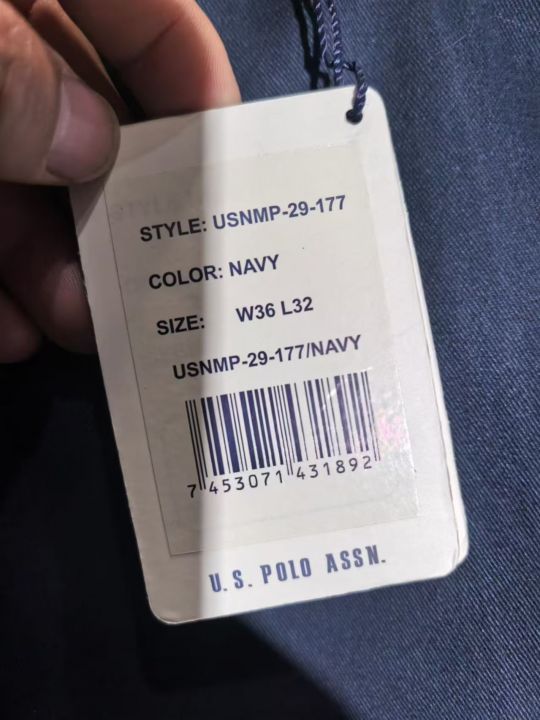 STYLE: USNMP-29-177
COLOR: NAVY
SIZE: W36 L32
USNMP-29-177/NAVY
7 453071 431892
U.S. POLO ASSN.